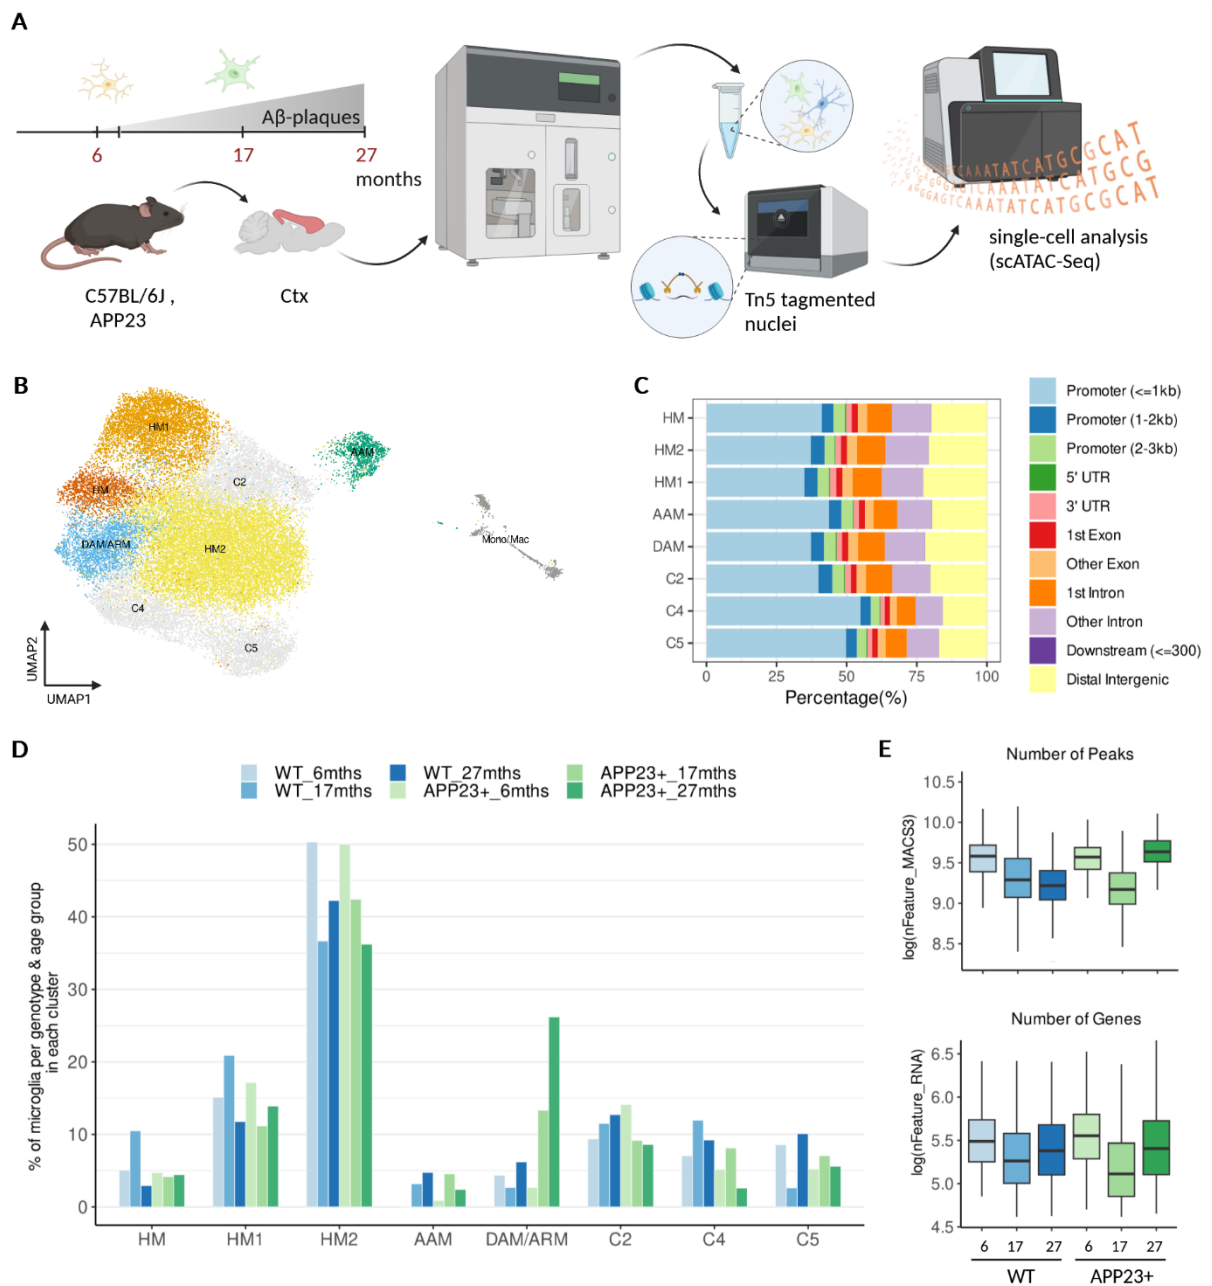 A
Aβ-plaques
6
17
27
months
C57BL/6J ,
APP23
Ctx
Tn5 tagmented
nuclei
single-cell analysis
(scATAC-Seq)
B
HM1
HM
C2
AAM
DAM/ARM
HM2
Mono/Mac
C4
C5
UMAP2
UMAP1
C
HM
HM2
HM1
AAM
DAM
C2
C4
C5
0
25
50
75
100
Percentage(%)
Promoter (<=1kb)
Promoter (1-2kb)
Promoter (2-3kb)
5' UTR
3' UTR
1st Exon
Other Exon
1st Intron
Other Intron
Downstream (<=300)
Distal Intergenic
D
WT_6mths
WT_17mths
WT_27mths
APP23+_6mths
APP23+_17mths
APP23+_27mths
% of microglia per genotype & age group
in each cluster
50
40
30
20
10
0
HM
HM1
HM2
AAM
DAM/ARM
C2
C4
C5
E
Number of Peaks
log(nFeature_MACS3)
10.5
10.0
9.5
9.0
8.5
Number of Genes
log(nFeature_RNA)
6.5
6.0
5.5
5.0
4.5
6 17 27 6 17 27
WT APP23+